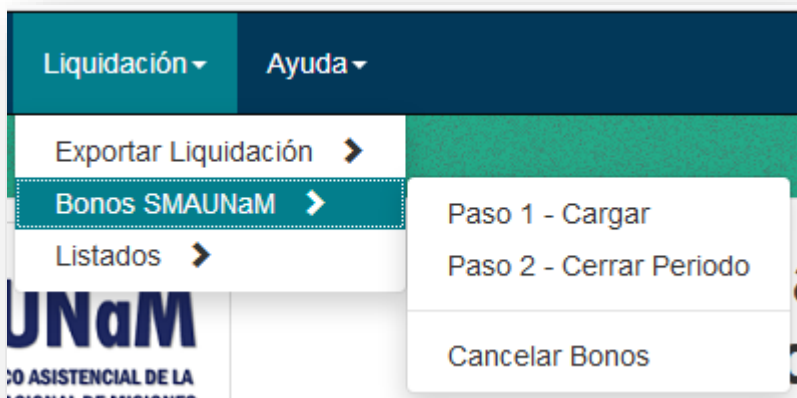 Liquidación Ayuda
Exportar Liquidación
Bonos SMAUNaM
Listados
Paso 1 - Cargar
Paso 2 - Cerrar Periodo
Cancelar Bonos
UNaM
CO ASISTENCIAL DE LA